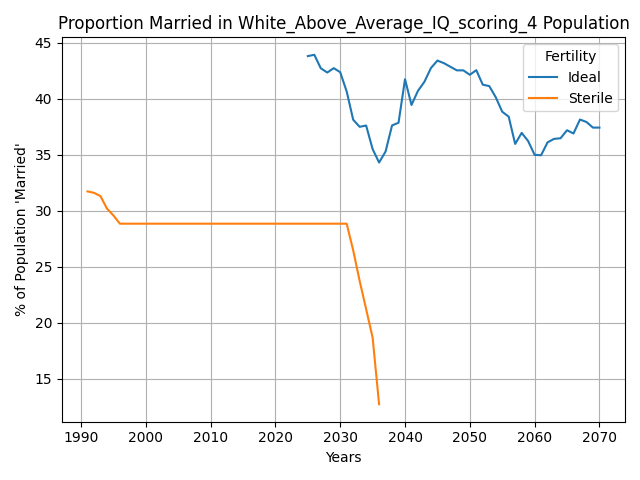 Proportion Married in White_Above_Average_IQ_scoring_4 Population
45
40
35
30
25
20
15
% of Population 'Married'
Fertility
Ideal
Sterile
1990 2000 2010 2020 2030 2040 2050 2060 2070
Years